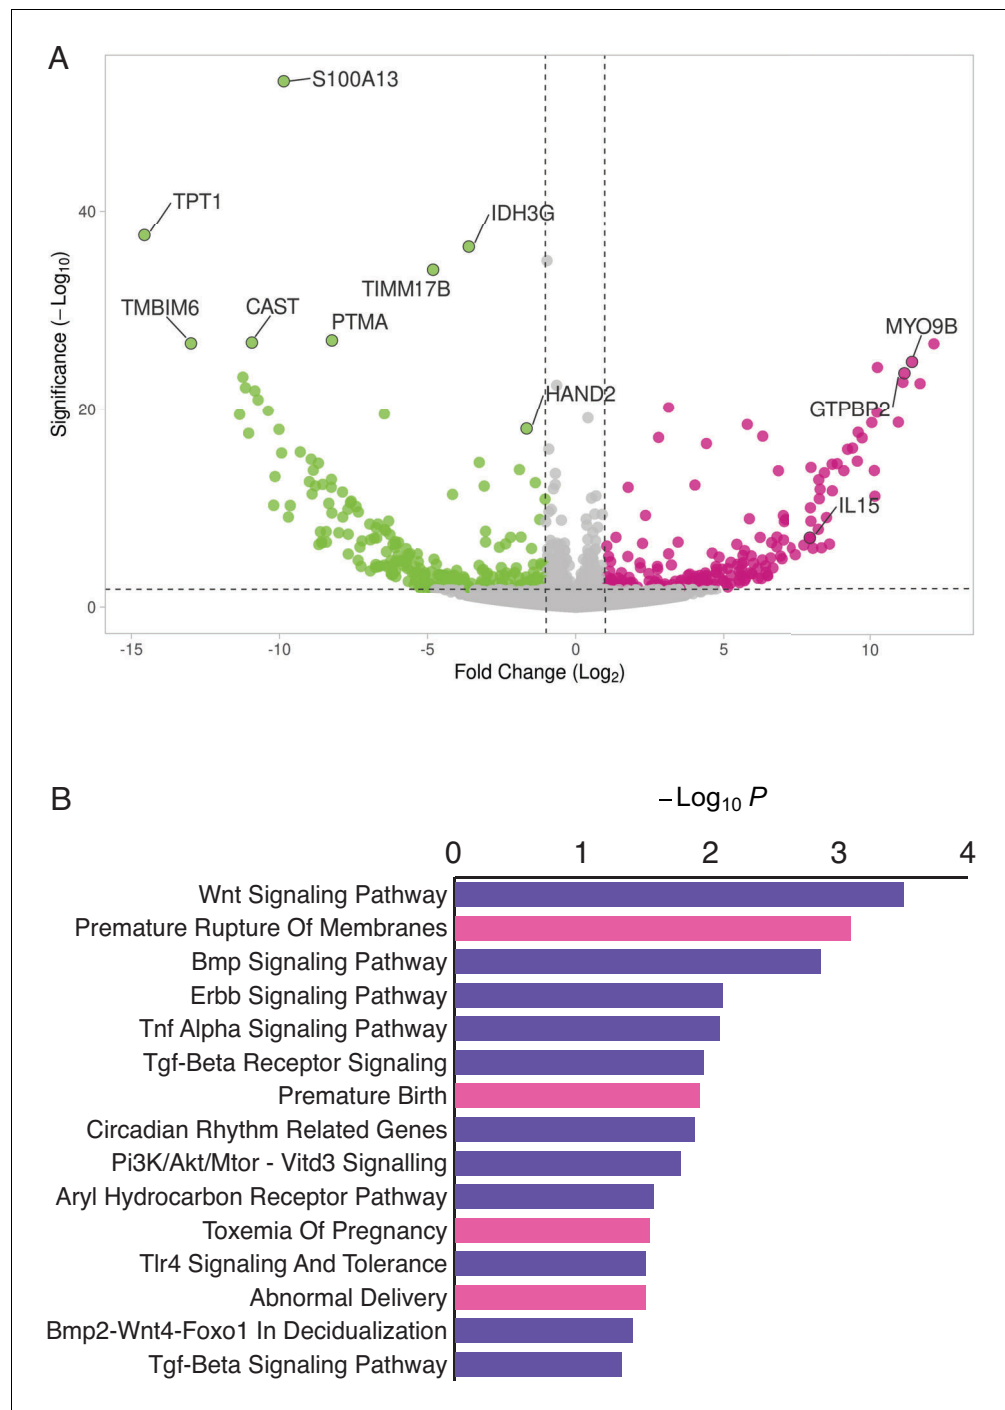 A
S100A13
TPT1
IDH3G
40
TIMM17B
TMBIM6
CAST
PTMA
MYO9B
HAND2
GTPBP2
20
IL15
0
Significance (−Log10)
-15
-10
-5
0
5
10
Fold Change (Log2)
B
−Log10 P
0 1 2 3 4
Wnt Signaling Pathway
Premature Rupture Of Membranes
Bmp Signaling Pathway
Erbb Signaling Pathway
Tnf Alpha Signaling Pathway
Tgf-Beta Receptor Signaling
Premature Birth
Circadian Rhythm Related Genes
Pi3K/Akt/Mtor - Vitd3 Signalling
Aryl Hydrocarbon Receptor Pathway
Toxemia Of Pregnancy
Tlr4 Signaling And Tolerance
Abnormal Delivery
Bmp2-Wnt4-Foxo1 In Decidualization
Tgf-Beta Signaling Pathway